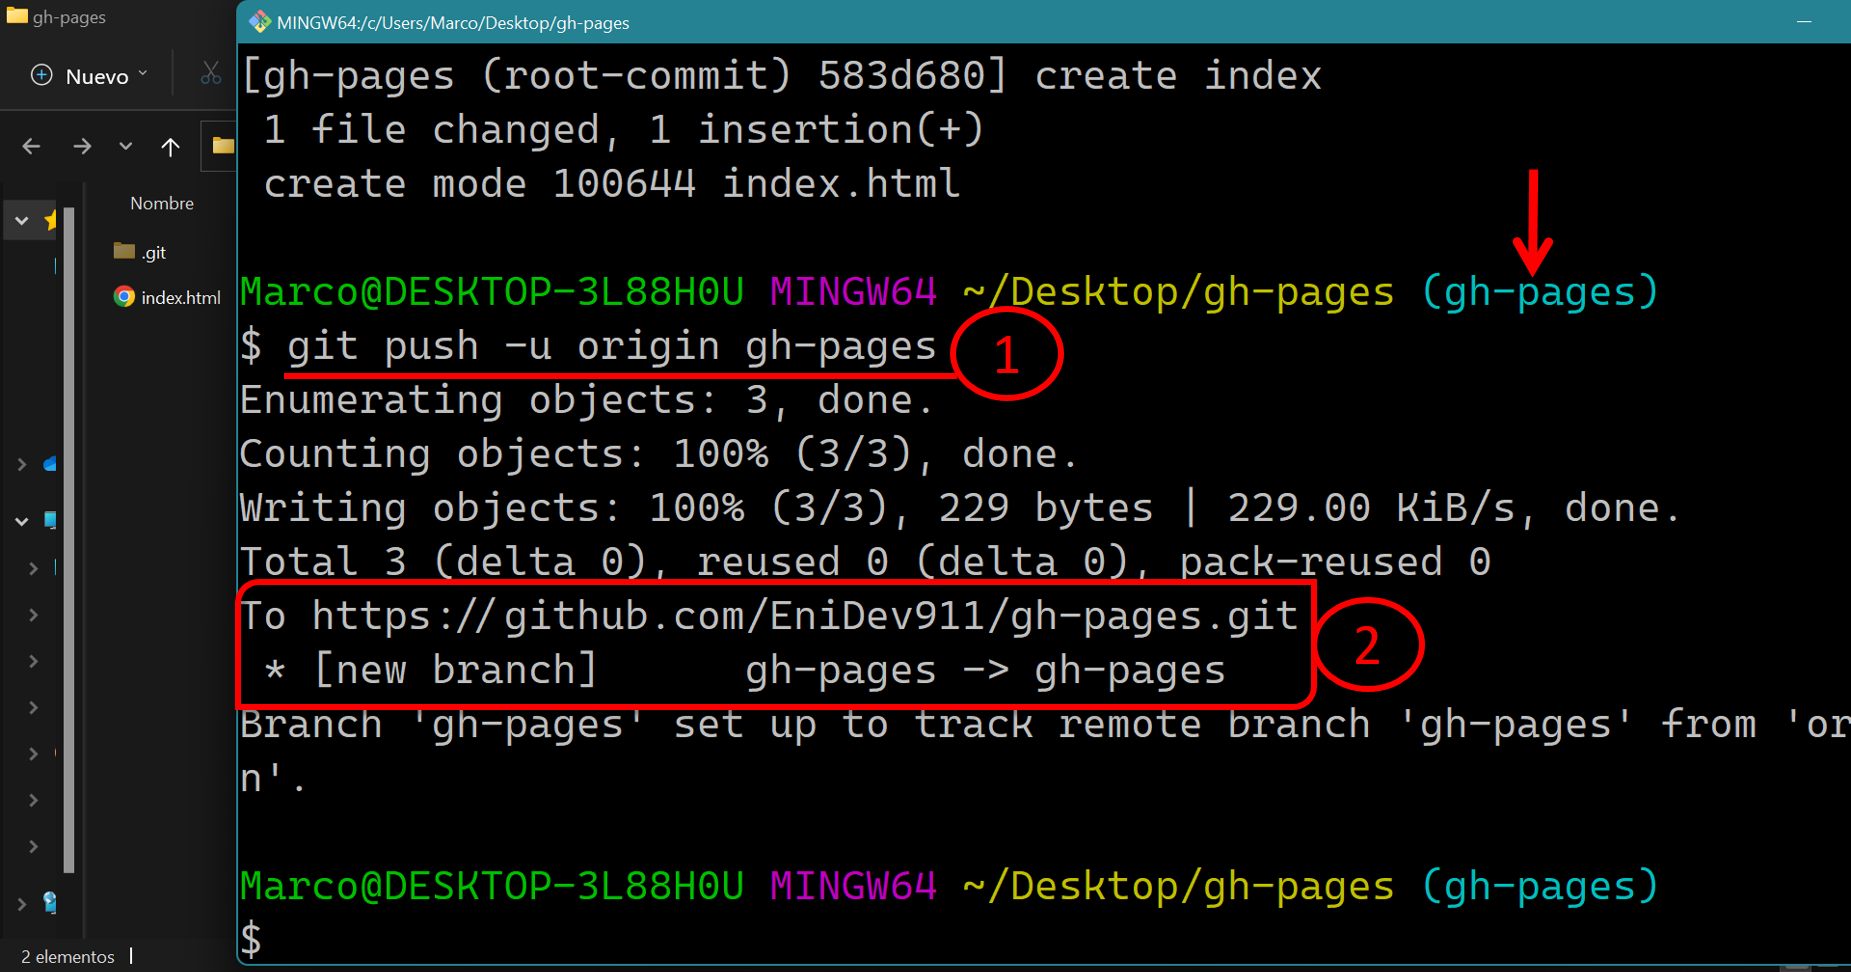 gh-pages
Nuevo
Nombre
.git
index.html
2 elementos
MINGW64:/c/Users/Marco/Desktop/gh-pages
[gh-pages (root-commit) 583d680] create index
1 file changed, 1 insertion(+)
create mode 100644 index.html
Marco@DESKTOP-3L88H0U MINGW64 ~/Desktop/gh-pages (gh-pages)
$ git push -u origin gh-pages
1
Enumerating objects: 3, done.
Counting objects: 100% (3/3), done.
Writing objects: 100% (3/3), 229 bytes | 229.00 KiB/s, done.
Total 3 (delta 0), reused 0 (delta 0), pack-reused 0
To https://github.com/EniDev911/gh-pages.git
* [new branch]      gh-pages -> gh-pages
2
Branch 'gh-pages' set up to track remote branch 'gh-pages' from 'or
n'.
Marco@DESKTOP-3L88H0U MINGW64 ~/Desktop/gh-pages (gh-pages)
$